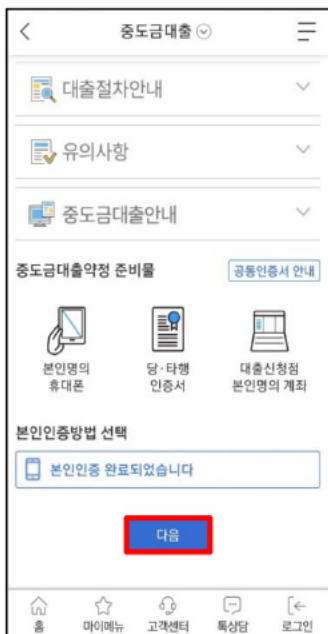 중도금대출
대출절차안내
유의사항
중도금대출안내
중도금대출약정 준비물
공동인증서 안내
본인명의
휴대폰
당·타행
인증서
대출신청점
본인명의 계좌
본인인증방법 선택
본인인증 완료되었습니다
다음
홈
마이메뉴
고객센터
톡상담
로그인